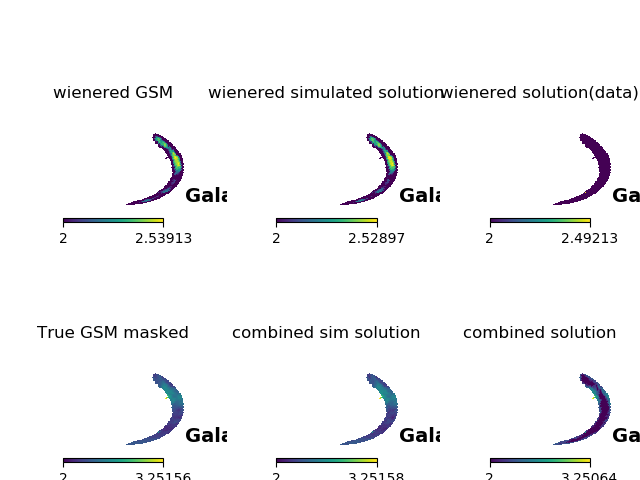 wienered GSM
wienered simulated solution
wienered solution(data)
Gala
Gala
Ga
2 2.53913
2 2.52897
2 2.49213
True GSM masked
combined sim solution
combined solution
Gala
Gala
Ga
2 3.25156
2 3.25158
2 3.25064